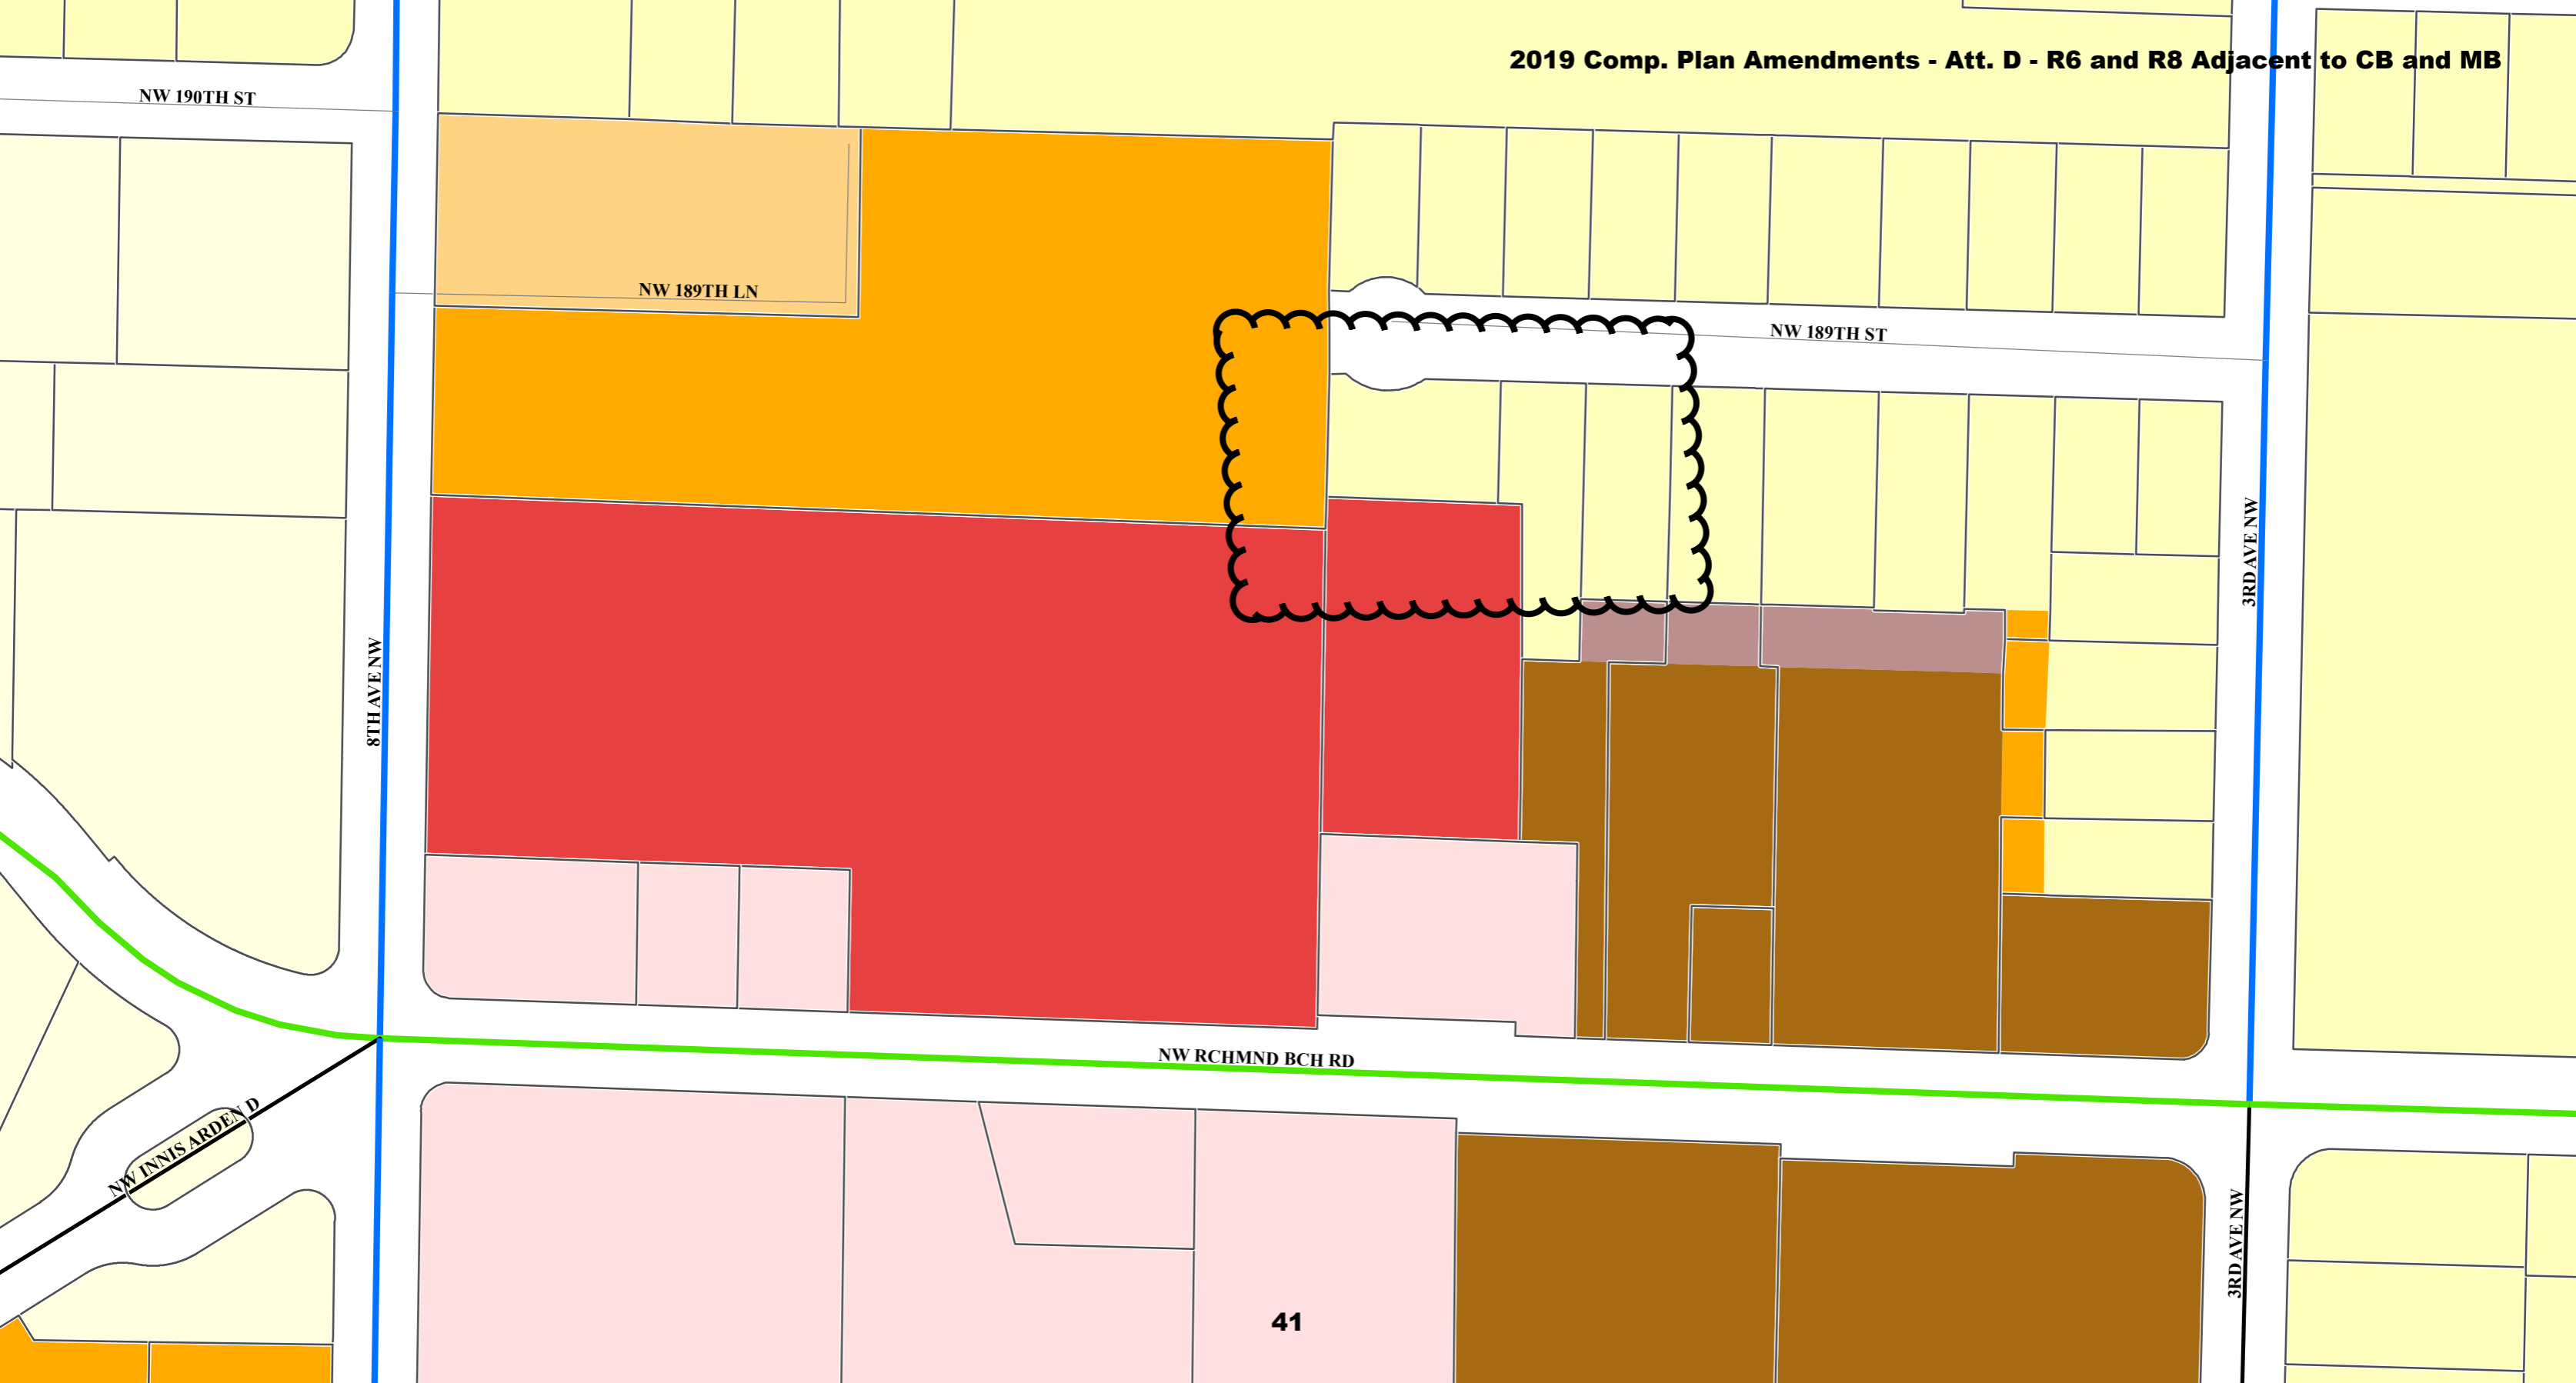 2019 Comp. Plan Amendments - Att. D - R6 and R8 Adjacent to CB and MB
NW 190TH ST
NW 189TH LN
NW 189TH ST
3RD AVE NW
8TH AVE NW
NW RCHMND BCH RD
NW INNIS ARDEN D
3RD AVE NW
41